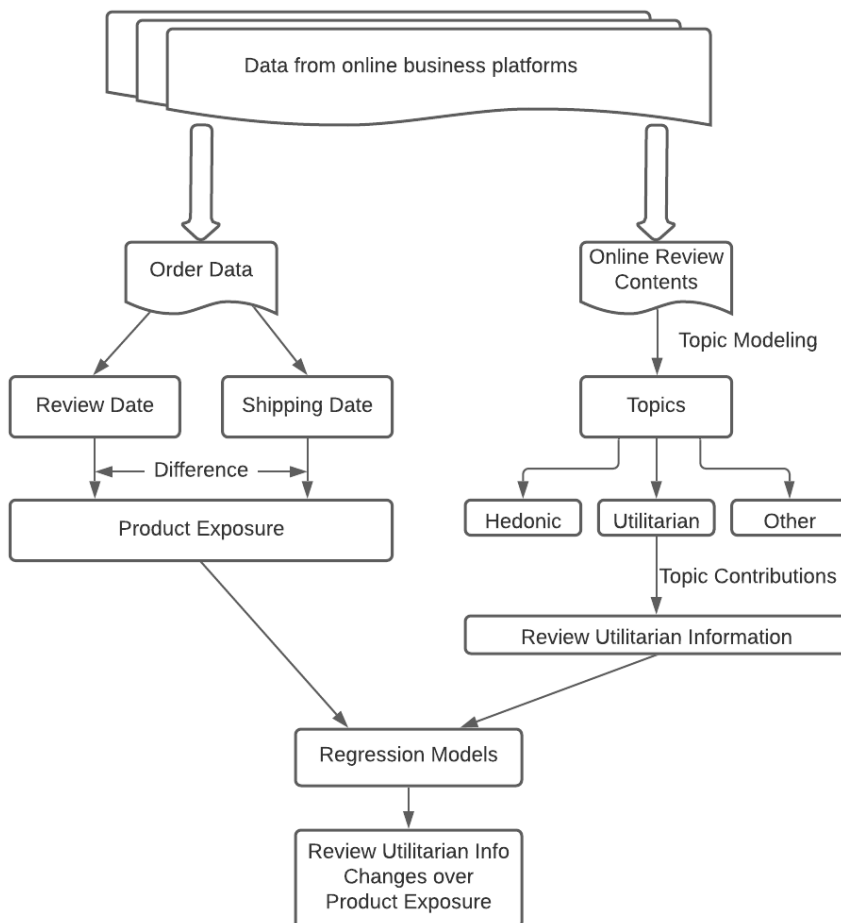 Data from online business platforms
Order Data
Online Review
Contents
Topic Modeling
Review Date
Shipping Date
Topics
Difference
Hedonic
Utilitarian
Other
Product Exposure
Topic Contributions
Review Utilitarian Information
Regression Models
Review Utilitarian Info
Changes over
Product Exposure